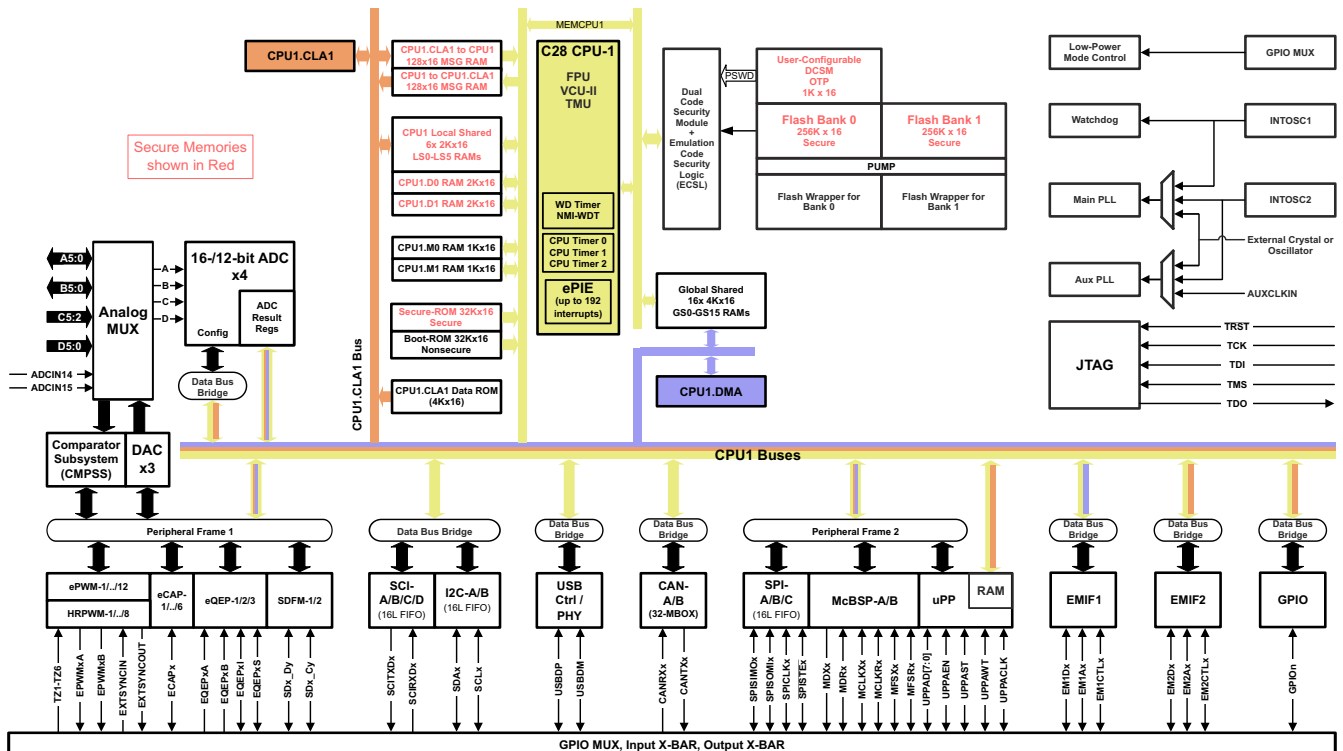 MEMCPU1
CPU1.CLA1
CPU1.CLA1 to CPU1
128x16 MSG RAM
CPU1 to CPU1.CLA1
128x16 MSG RAM
CPU1 Local Shared
6x 2Kx16
LS0-LS5 RAMs
CPU1.D0 RAM 2Kx16
CPU1.D1 RAM 2Kx16
CPU1.M0 RAM 1Kx16
CPU1.M1 RAM 1Kx16
Secure-ROM 32Kx16
Secure
Boot-ROM 32Kx16
Nonsecure
CPU1.CLA1 Data ROM
(4Kx16)
CPU1.CLA1 Bus
C28 CPU-1
FPU
VCU-II
TMU
WD Timer
NMI-WDT
CPU Timer 0
CPU Timer 1
CPU Timer 2
ePIE
(up to 192
interrupts)
Dual
Code
Security
Module
+
Emulation
Code
Security
Logic
(ECSL)
PSWD
User-Configurable
DCSM
OTP
1K x 16
Flash Bank 0
256K x 16
Secure
Flash Bank 1
256K x 16
Secure
PUMP
Flash Wrapper for
Bank 0
Flash Wrapper for
Bank 1
Global Shared
16x 4Kx16
GS0-GS15 RAMs
CPU1.DMA
Low-Power
Mode Control
GPIO MUX
Watchdog
INTOSC1
Main PLL
INTOSC2
External Crystal or
Oscillator
Aux PLL
AUXCLKIN
JTAG
TRST
TCK
TDI
TMS
TDO
Secure Memories
shown in Red
A5:0
B5:0
C5:2
D5:0
ADCIN14
ADCIN15
Analog
MUX
A
B
C
D
16-/12-bit ADC
x4
Config
ADC
Result
Regs
Data Bus
Bridge
Comparator
Subsystem
(CMPSS)
DAC
x3
CPU1 Buses
Peripheral Frame 1
Data Bus Bridge
Data Bus
Bridge
Data Bus
Bridge
Peripheral Frame 2
Data Bus
Bridge
Data Bus
Bridge
Data Bus
Bridge
ePWM-1/../12
HRPWM-1/../8
eCAP-
1/../6
eQEP-1/2/3
SDFM-1/2
SCI-
A/B/C/D
(16L FIFO)
I2C-A/B
(16L FIFO)
USB
Ctrl /
PHY
CAN-
A/B
(32-MBOX)
SPI-
A/B/C
(16L FIFO)
McBSP-A/B
uPP
RAM
EMIF1
EMIF2
GPIO
TZ1-TZ6
EPWMxA
EPWMxB
EXTSYNCIN
EXTSYNCOUT
ECAPx
EQEPxA
EQEPxB
EQEPxI
EQEPxS
SDx_Dy
SDx_Cy
SCITXDx
SCIRXDx
SDAx
SCLx
USBDP
USBDM
CANRXx
CANTXx
SPISIMOx
SPISOMIx
SPICLKx
SPISTEx
MDXx
MDRx
MCLKXx
MCLKRx
MFSXx
MFSRx
UPPAD[7:0]
UPPAEN
UPPAST
UPPAWT
UPPACLK
EM1Dx
EM1Ax
EM1CTLx
EM2Dx
EM2Ax
EM2CTLx
GPIOn
GPIO MUX, Input X-BAR, Output X-BAR